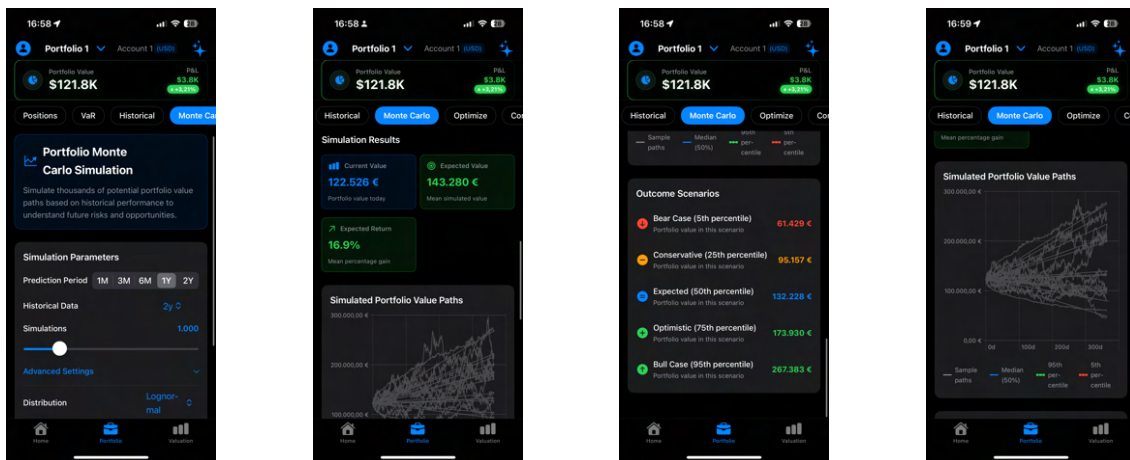 16:58
28
Portfolio 1
Account 1 (USD)
Portfolio Value
$121.8K
P&L
$3.8K
+3,21%
Positions
VaR
Historical
Monte Car
Portfolio Monte
Carlo Simulation
Simulate thousands of potential portfolio value
paths based on historical performance to
understand future risks and opportunities.
Simulation Parameters
Prediction Period
1M
3M
6M
1Y
2Y
Historical Data
2y
Simulations
1.000
Advanced Settings
Distribution
Lognor-
mal
Home
Portfolio
Valuation
16:58
28
Portfolio 1
Account 1 (USD)
Portfolio Value
$121.8K
P&L
$3.8K
+3,21%
Historical
Monte Carlo
Optimize
Co
Simulation Results
Current Value
122.526 €
Portfolio value today
Expected Value
143.280 €
Mean simulated value
Expected Return
16.9%
Mean percentage gain
Simulated Portfolio Value Paths
300.000,00 €
200.000,00 €
100.000,00 €
Home
Portfolio
Valuation
16:58
28
Portfolio 1
Account 1 (USD)
Portfolio Value
$121.8K
P&L
$3.8K
+3,21%
Historical
Monte Carlo
Optimize
Co
Sample
paths
Median
(50%)
95th
per-
centile
5th
per-
centile
Outcome Scenarios
Bear Case (5th percentile)
Portfolio value in this scenario
61.429 €
Conservative (25th percentile)
Portfolio value in this scenario
95.157 €
Expected (50th percentile)
Portfolio value in this scenario
132.228 €
Optimistic (75th percentile)
Portfolio value in this scenario
173.930 €
Bull Case (95th percentile)
Portfolio value in this scenario
267.383 €
Home
Portfolio
Valuation
16:59
28
Portfolio 1
Account 1 (USD)
Portfolio Value
$121.8K
P&L
$3.8K
+3,21%
Historical
Monte Carlo
Optimize
C
Mean percentage gain
Simulated Portfolio Value Paths
300.000,00 €
200.000,00 €
100.000,00 €
0,00 €
0d
100d
200d
300d
Sample
paths
Median
(50%)
95th
per-
centile
5th
per-
centile
Home
Portfolio
Valuation